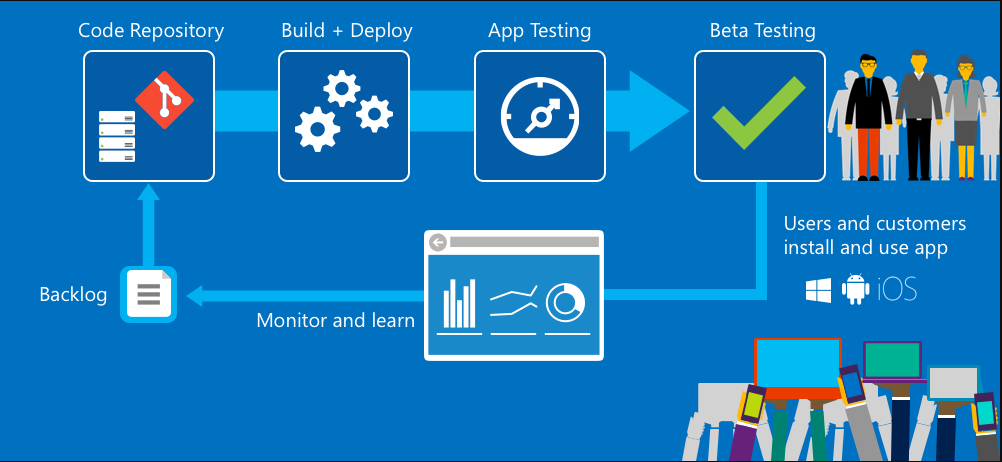 Code Repository
Build + Deploy
App Testing
Beta Testing
Users and customers
install and use app
iOS
Backlog
Monitor and learn